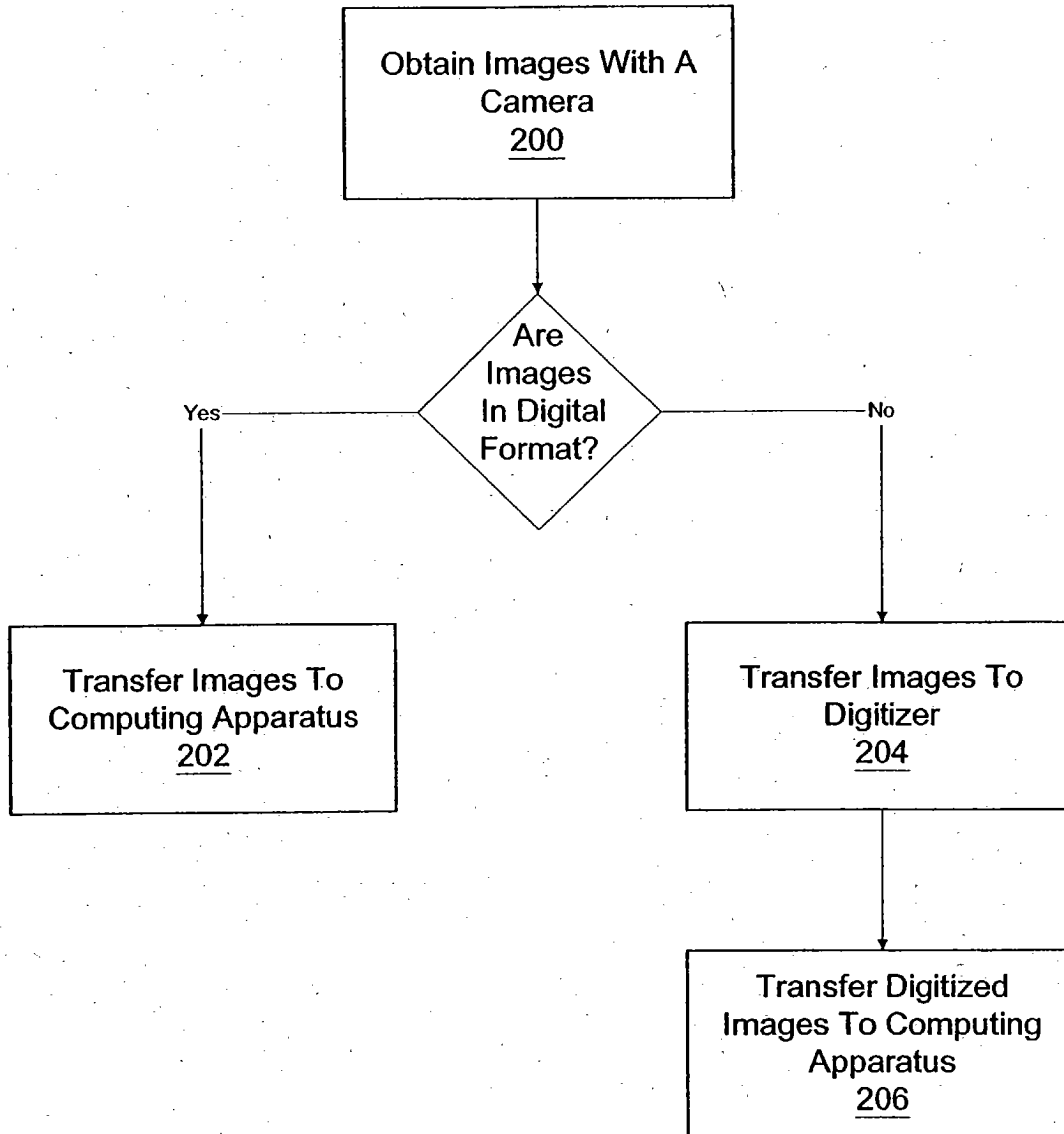 Obtain Images With A
Camera
200
Are
Images
In Digital
Format?
Yes
No
Transfer Images To
Computing Apparatus
202
Transfer Images To
Digitizer
204
Transfer Digitized
Images To Computing
Apparatus
206